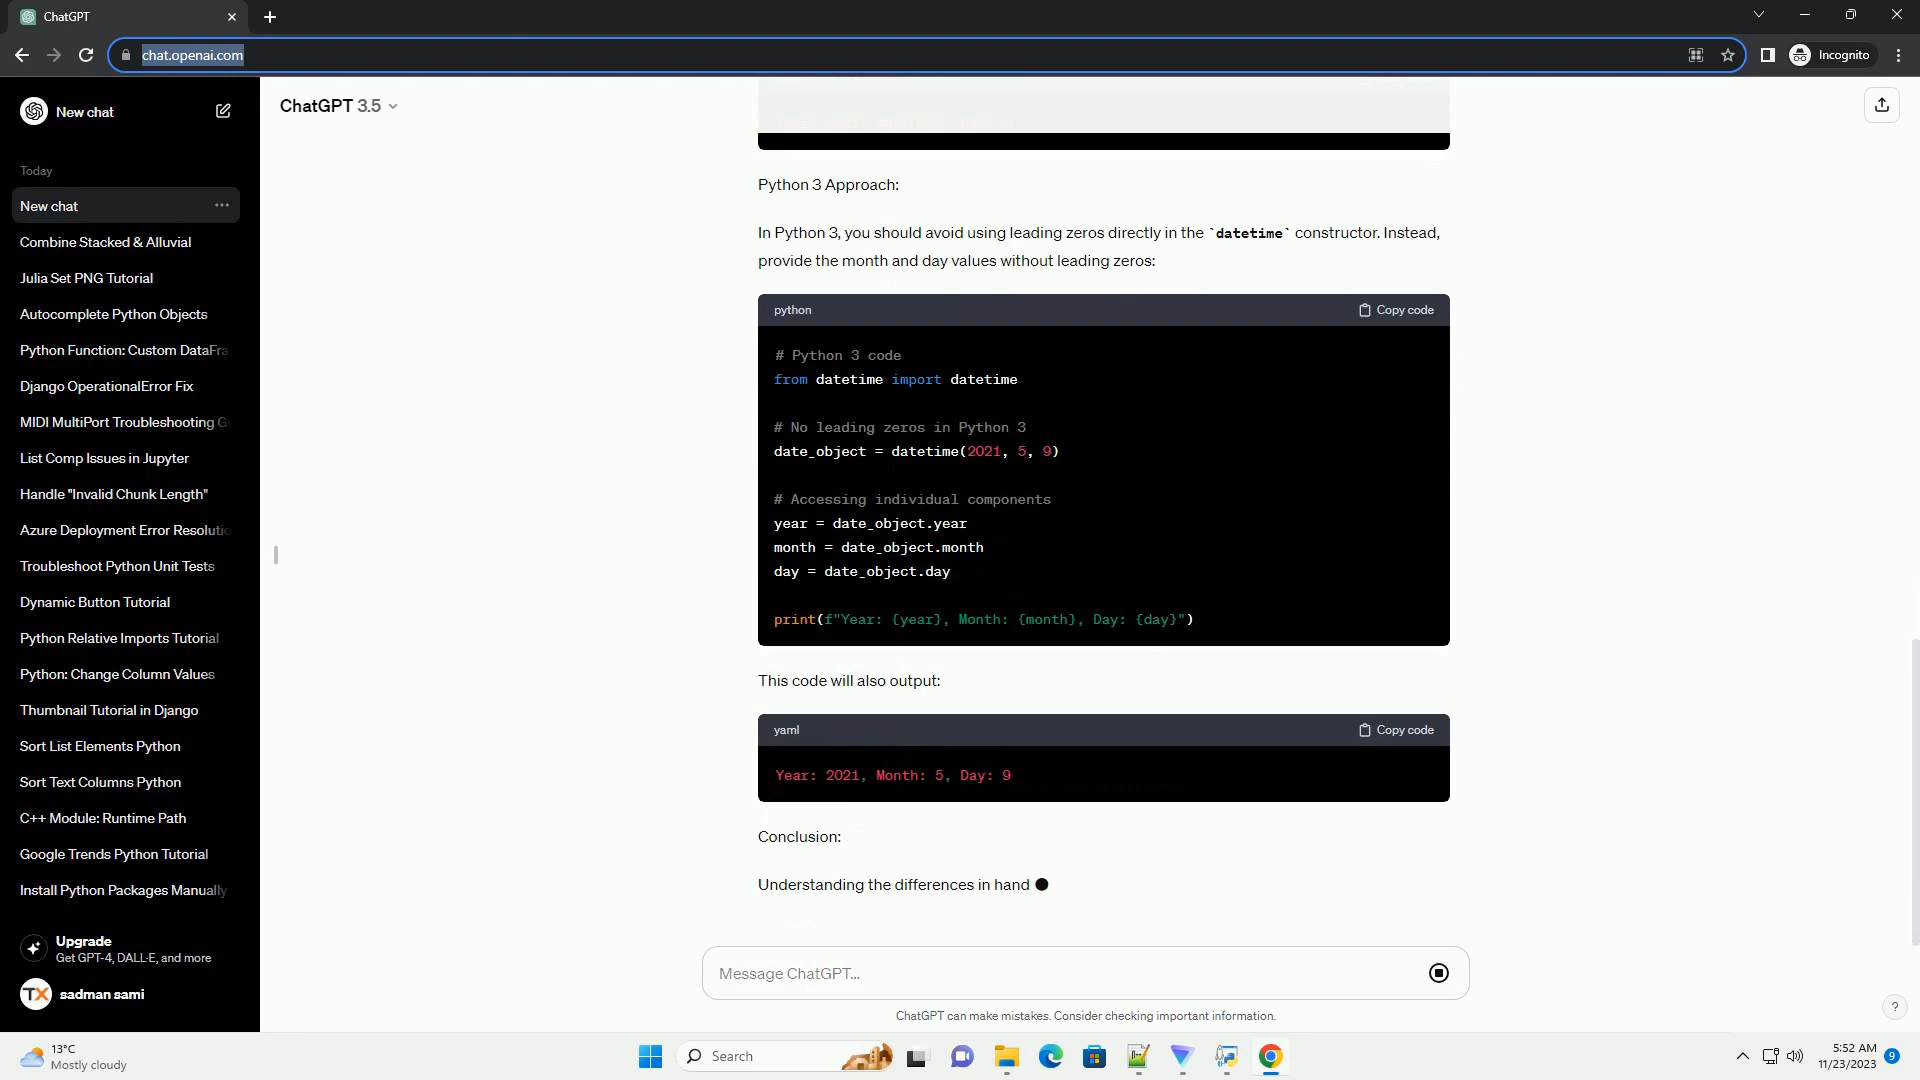 ChatGPT
chat.openai.com
Incognito
New chat
Today
New chat
Combine Stacked & Alluvial
Julia Set PNG Tutorial
Autocomplete Python Objects
Python Function: Custom DataFra
Django OperationalError Fix
MIDI MultiPort Troubleshooting G
List Comp Issues in Jupyter
Handle "Invalid Chunk Length"
Azure Deployment Error Resolutio
Troubleshoot Python Unit Tests
Dynamic Button Tutorial
Python Relative Imports Tutorial
Python: Change Column Values
Thumbnail Tutorial in Django
Sort List Elements Python
Sort Text Columns Python
C++ Module: Runtime Path
Google Trends Python Tutorial
Install Python Packages Manually
Upgrade
Get GPT-4, DALL·E, and more
TX sadman sami
ChatGPT 3.5
Python 3 Approach:
In Python 3, you should avoid using leading zeros directly in the `datetime` constructor. Instead,
provide the month and day values without leading zeros:
python Copy code
# Python 3 code
from datetime import datetime
# No leading zeros in Python 3
date_object = datetime(2021, 5, 9)
# Accessing individual components
year = date_object.year
month = date_object.month
day = date_object.day
print(f"Year: {year}, Month: {month}, Day: {day}")
This code will also output:
yaml Copy code
Year: 2021, Month: 5, Day: 9
Conclusion:
Understanding the differences in hand
Message ChatGPT...
ChatGPT can make mistakes. Consider checking important information.
?
13°C
Mostly cloudy
Search
5:52 AM
11/23/2023
9